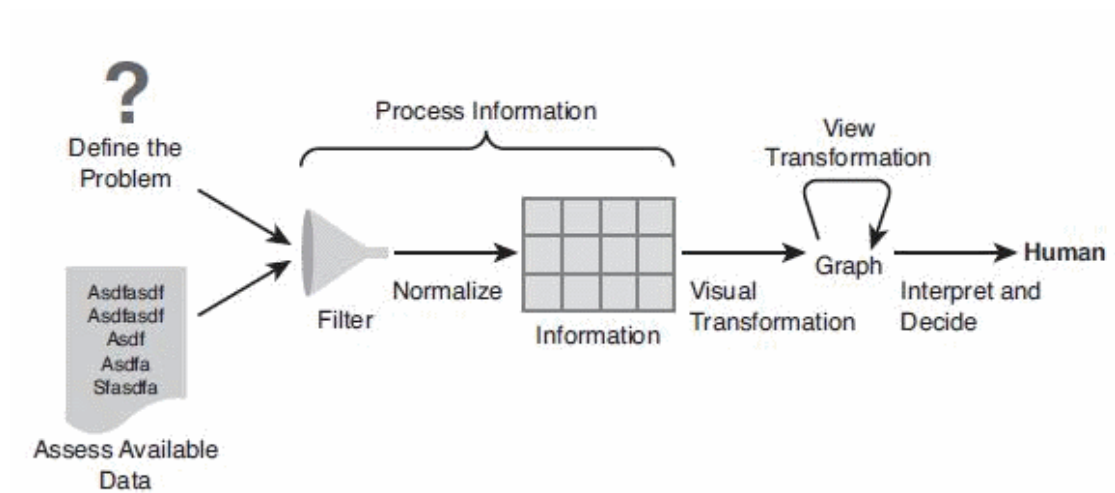 ?
Define the
Problem
Asdfasdf
Asdfasdf
Asdf
Asdfa
Sfasdfa
Assess Available
Data
Process Information
Filter
Normalize
Information
Visual
Transformation
View
Transformation
Graph
Interpret and
Decide
Human